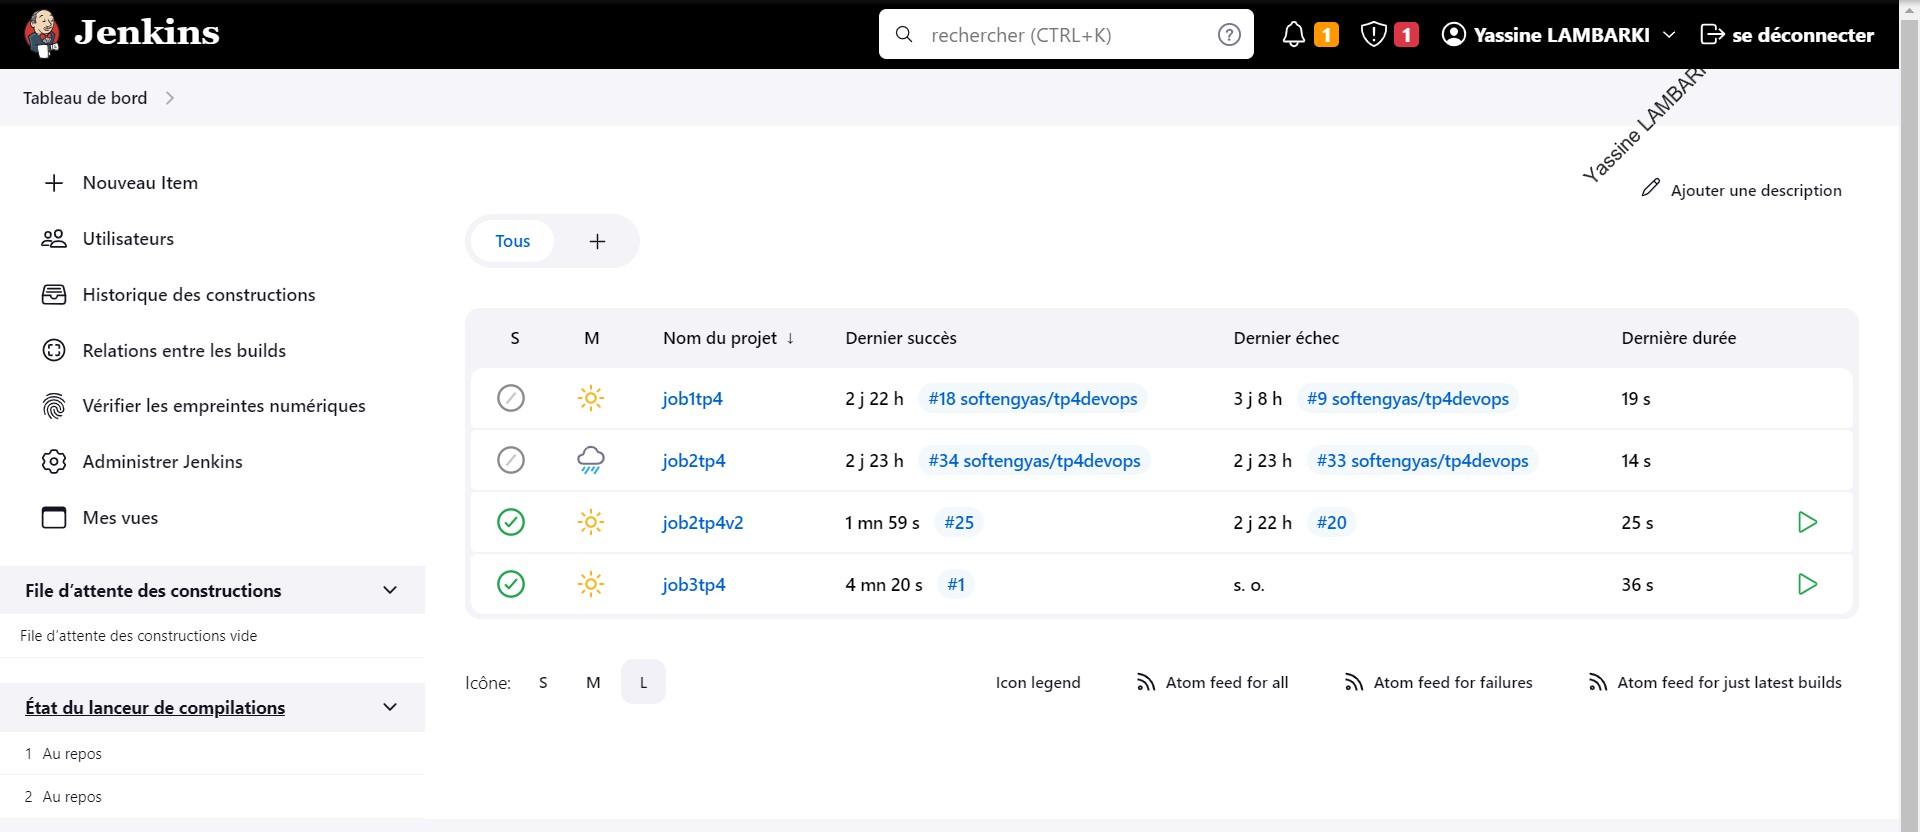 Jenkins
rechercher (CTRL+K)
1
1
Yassine LAMBARKI
se déconnecter
Tableau de bord
Yassine LAMBARKI
Nouveau Item
Utilisateurs
Historique des constructions
Relations entre les builds
Vérifier les empreintes numériques
Administrer Jenkins
Mes vues
File d’attente des constructions
File d’attente des constructions vide
État du lanceur de compilations
1 Au repos
2 Au repos
Ajouter une description
Tous +
S M Nom du projet ↓ Dernier succès Dernier échec Dernière durée
job1tp4 2 j 22 h #18 softengyas/tp4devops 3 j 8 h #9 softengyas/tp4devops 19 s
job2tp4 2 j 23 h #34 softengyas/tp4devops 2 j 23 h #33 softengyas/tp4devops 14 s
job2tp4v2 1 mn 59 s #25 2 j 22 h #20 25 s
job3tp4 4 mn 20 s #1 s. o. 36 s
Icône: S M L Icon legend Atom feed for all Atom feed for failures Atom feed for just latest builds